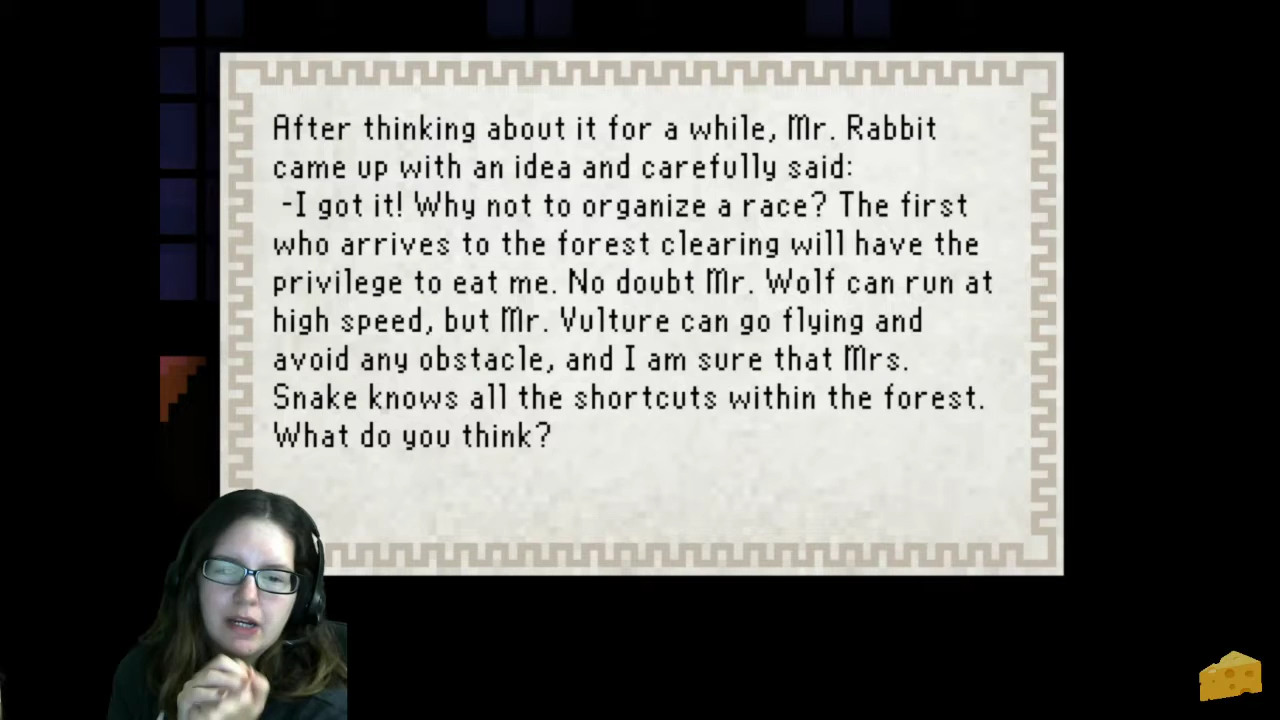 After thinking about it for a while, Mr. Rabbit
came up with an idea and carefully said:
-I got it! Why not to organize a race? The first
who arrives to the forest clearing will have the
privilege to eat me. No doubt Mr. Wolf can run at
high speed, but Mr. Vulture can go flying and
avoid any obstacle, and I am sure that Mrs.
Snake knows all the shortcuts within the forest.
What do you think?